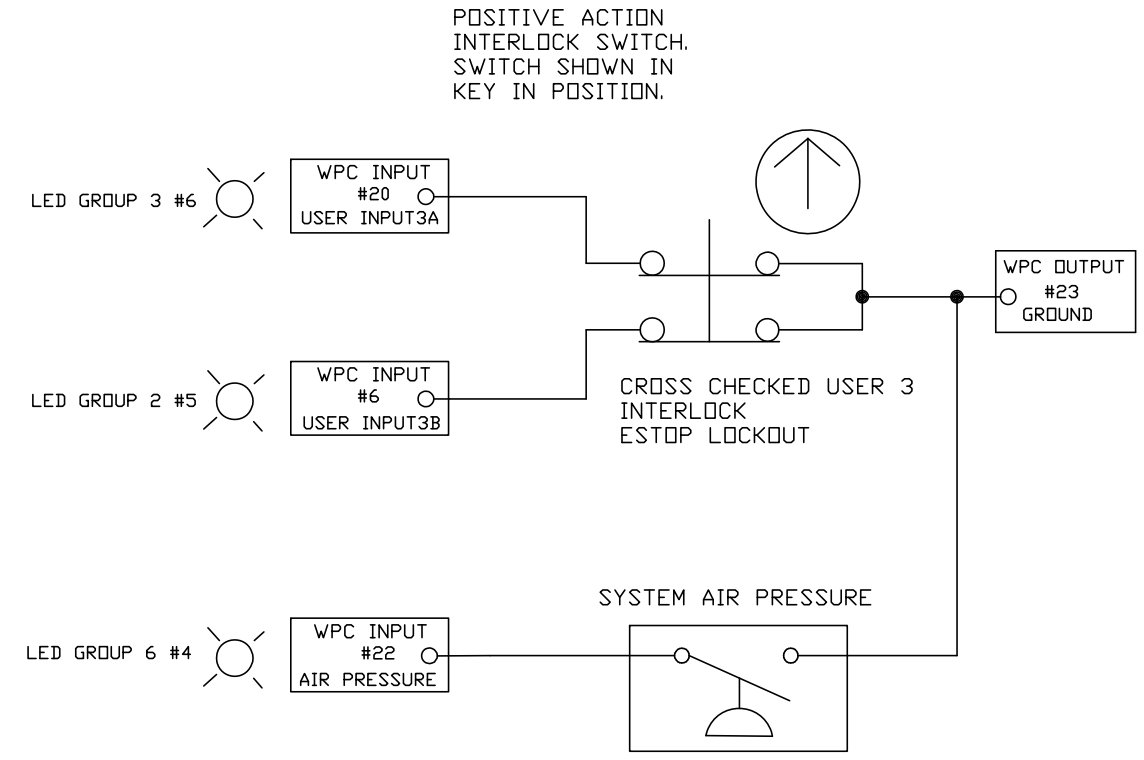 POSITIVE ACTION
INTERLOCK SWITCH.
SWITCH SHOWN IN
KEY IN POSITION.
LED GROUP 3 #6
WPC INPUT
#20
USER INPUT3A
WPC OUTPUT
#23
GROUND
LED GROUP 2 #5
WPC INPUT
#6
USER INPUT3B
CROSS CHECKED USER 3
INTERLOCK
ESTOP LOCKOUT
SYSTEM AIR PRESSURE
LED GROUP 6 #4
WPC INPUT
#22
AIR PRESSURE